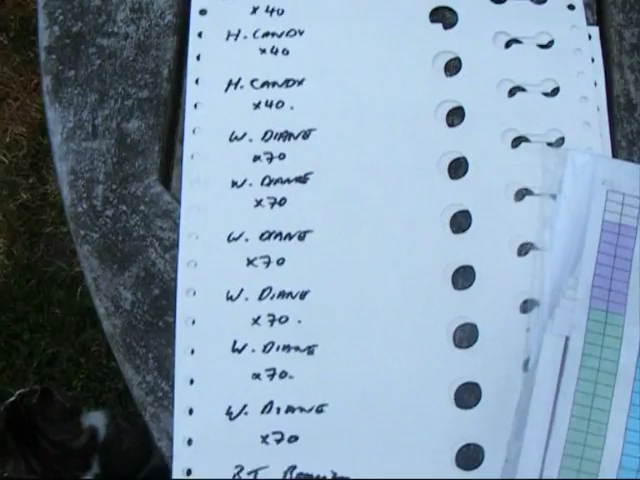 x40
H. CANDY
x40
H. CANDY
x40.
W. DIANE
x70
W. DIANE
x70
W. DIANE
x70
W. DIANE
x70.
W. DIANE
x70.
W. DIANE
x70